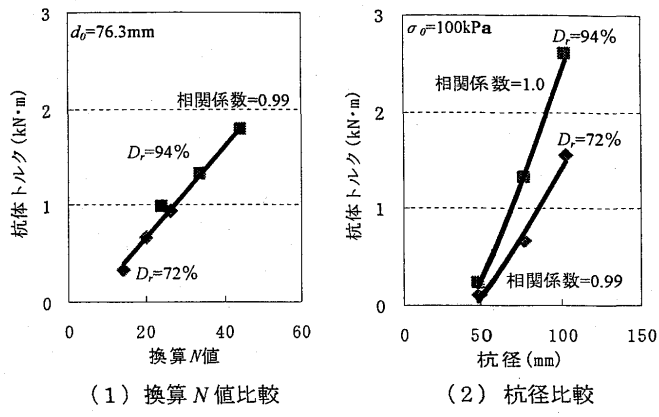 d₀=76.3mm
相関係数=0.99
Dᵣ=94%
Dᵣ=72%
杭体トルク(kN・m)
3
2
1
0
0 20 40 60
換算N値
(1) 換算N値比較
σ₀=100kPa
Dᵣ=94%
相関係数=1.0
Dᵣ=72%
相関係数=0.99
杭体トルク(kN・m)
3
2
1
0
0 50 100 150
杭径(mm)
(2) 杭径比較